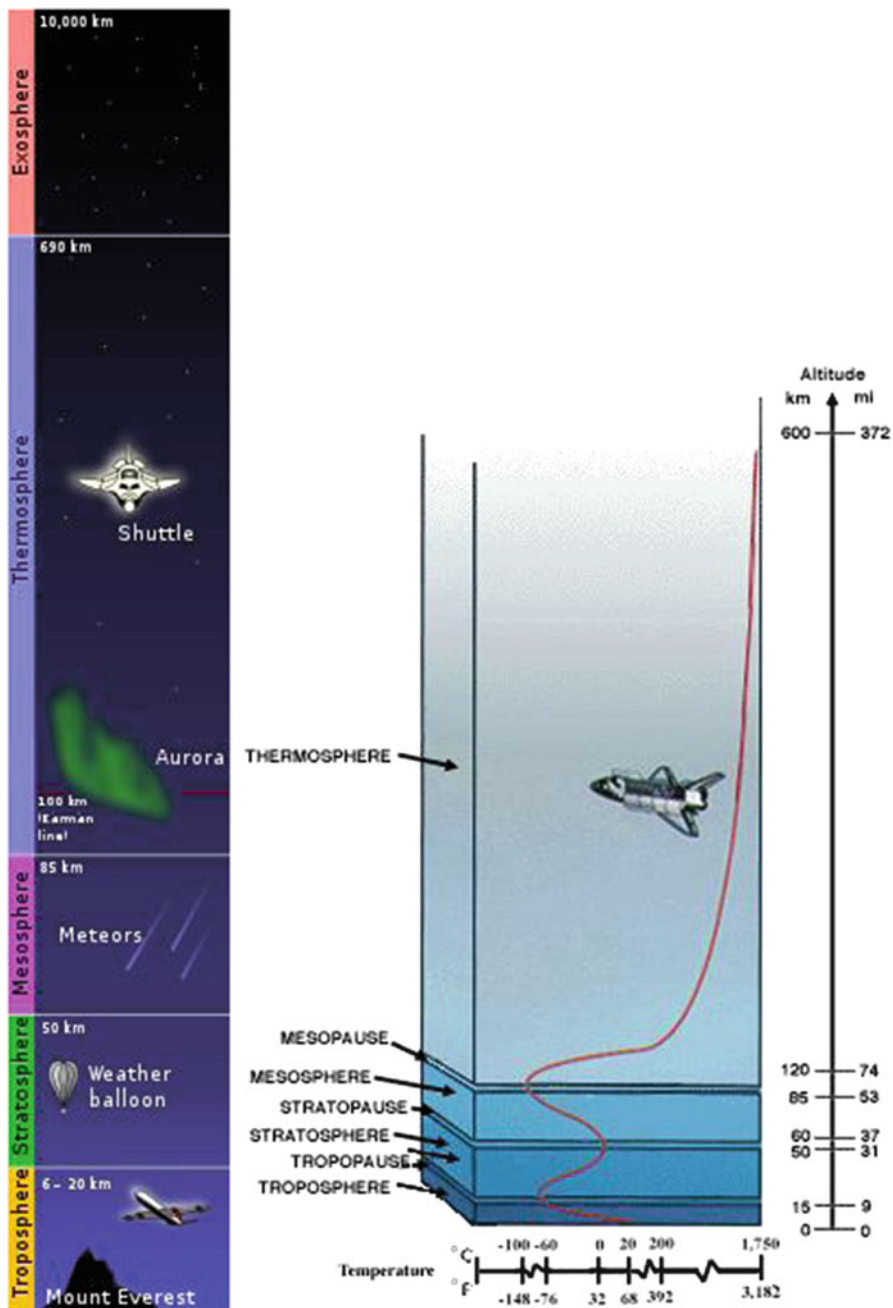 10,000 km
Exosphere
690 km
Thermosphere
Shuttle
Aurora
100 km
(Karman
line)
85 km
Mesosphere
Meteors
50 km
Stratosphere
Weather
balloon
6 – 20 km
Troposphere
Mount Everest
THERMOSPHERE
MESOPAUSE
MESOSPHERE
STRATOPAUSE
STRATOSPHERE
TROPOPAUSE
TROPOSPHERE
Altitude
km mi
600 372
120 74
85 53
60 37
50 31
15 9
0 0
°C -100 -60 0 20 200 1,750
Temperature
°F -148 -76 32 68 392 3,182